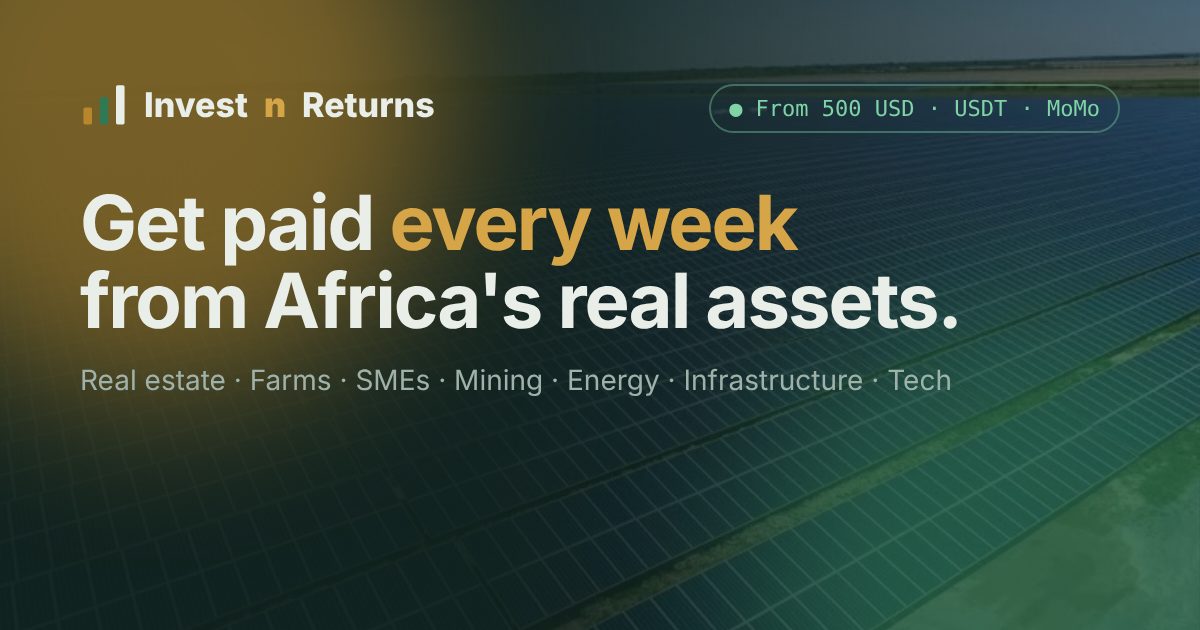 Invest n Returns
● From 500 USD · USDT · MoMo
Get paid every week
from Africa's real assets.
Real estate · Farms · SMEs · Mining · Energy · Infrastructure · Tech